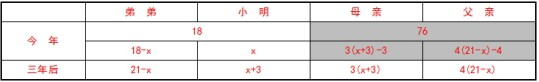 弟 弟 小 明 母 亲 父 亲
今 年 18 76
18-x x 3(x+3)-3 4(21-x)-4
三年后 21-x x+3 3(x+3) 4(21-x)